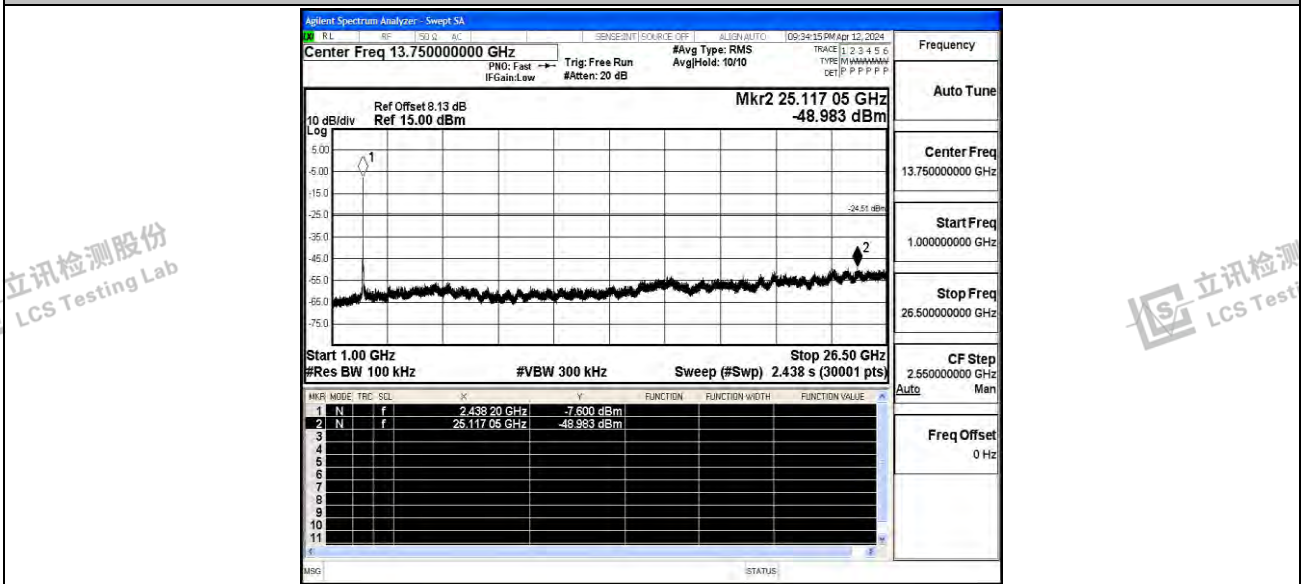 Agilent Spectrum Analyzer - Swept SA
RL RF 50 Ω AC SENSE:INT SOURCE OFF ALIGN AUTO 09:34:15 PM Apr 12, 2024
Center Freq 13.750000000 GHz
PNO: Fast
IFGain:Low
Trig: Free Run
#Atten: 20 dB
#Avg Type: RMS
Avg|Hold: 10/10
TRACE 1 2 3 4 5 6
TYPE M WWWWW
DET P P P P P P
Frequency
Auto Tune
Center Freq
13.750000000 GHz
Start Freq
1.000000000 GHz
Stop Freq
26.500000000 GHz
CF Step
2.550000000 GHz
Auto Man
Freq Offset
0 Hz
Mkr2 25.117 05 GHz
-48.983 dBm
Ref Offset 8.13 dB
10 dB/div Ref 15.00 dBm
Log
5.00
-5.00
-15.0
-25.0
-35.0
-45.0
-55.0
-65.0
-75.0
1
-24.51 dBm
2
Start 1.00 GHz Stop 26.50 GHz
#Res BW 100 kHz #VBW 300 kHz Sweep (#Swp) 2.438 s (30001 pts)
MKR MODE TRC SCL X Y FUNCTION FUNCTION WIDTH FUNCTION VALUE
1 N f 2.438 20 GHz -7.600 dBm
2 N f 25.117 05 GHz -48.983 dBm
3
4
5
6
7
8
9
10
11
MSG STATUS
立讯检测股份
LCS Testing Lab
立讯检测
LCS Testi